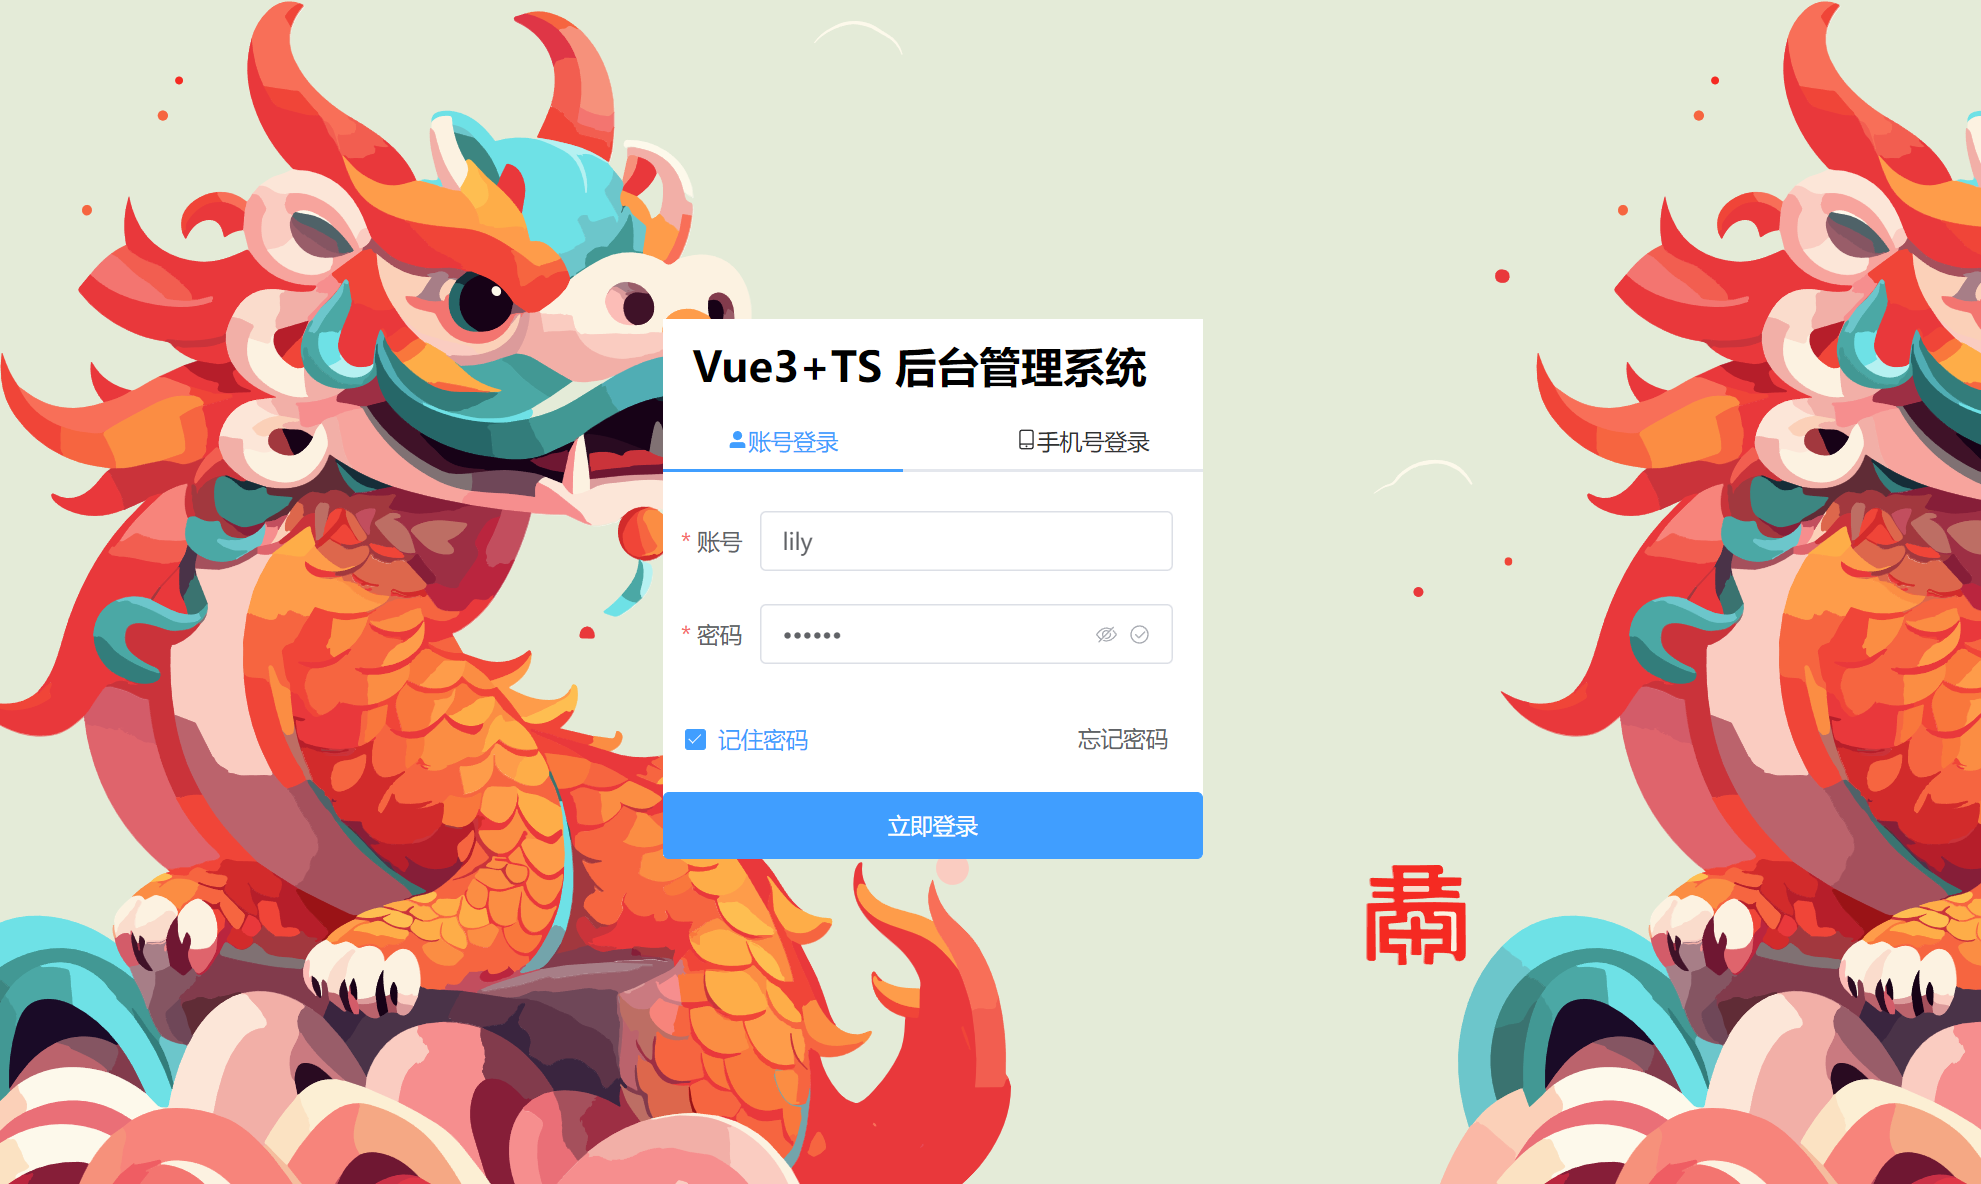 Vue3+TS 后台管理系统
账号登录 手机号登录
* 账号 lily
* 密码 ••••••
记住密码 忘记密码
立即登录